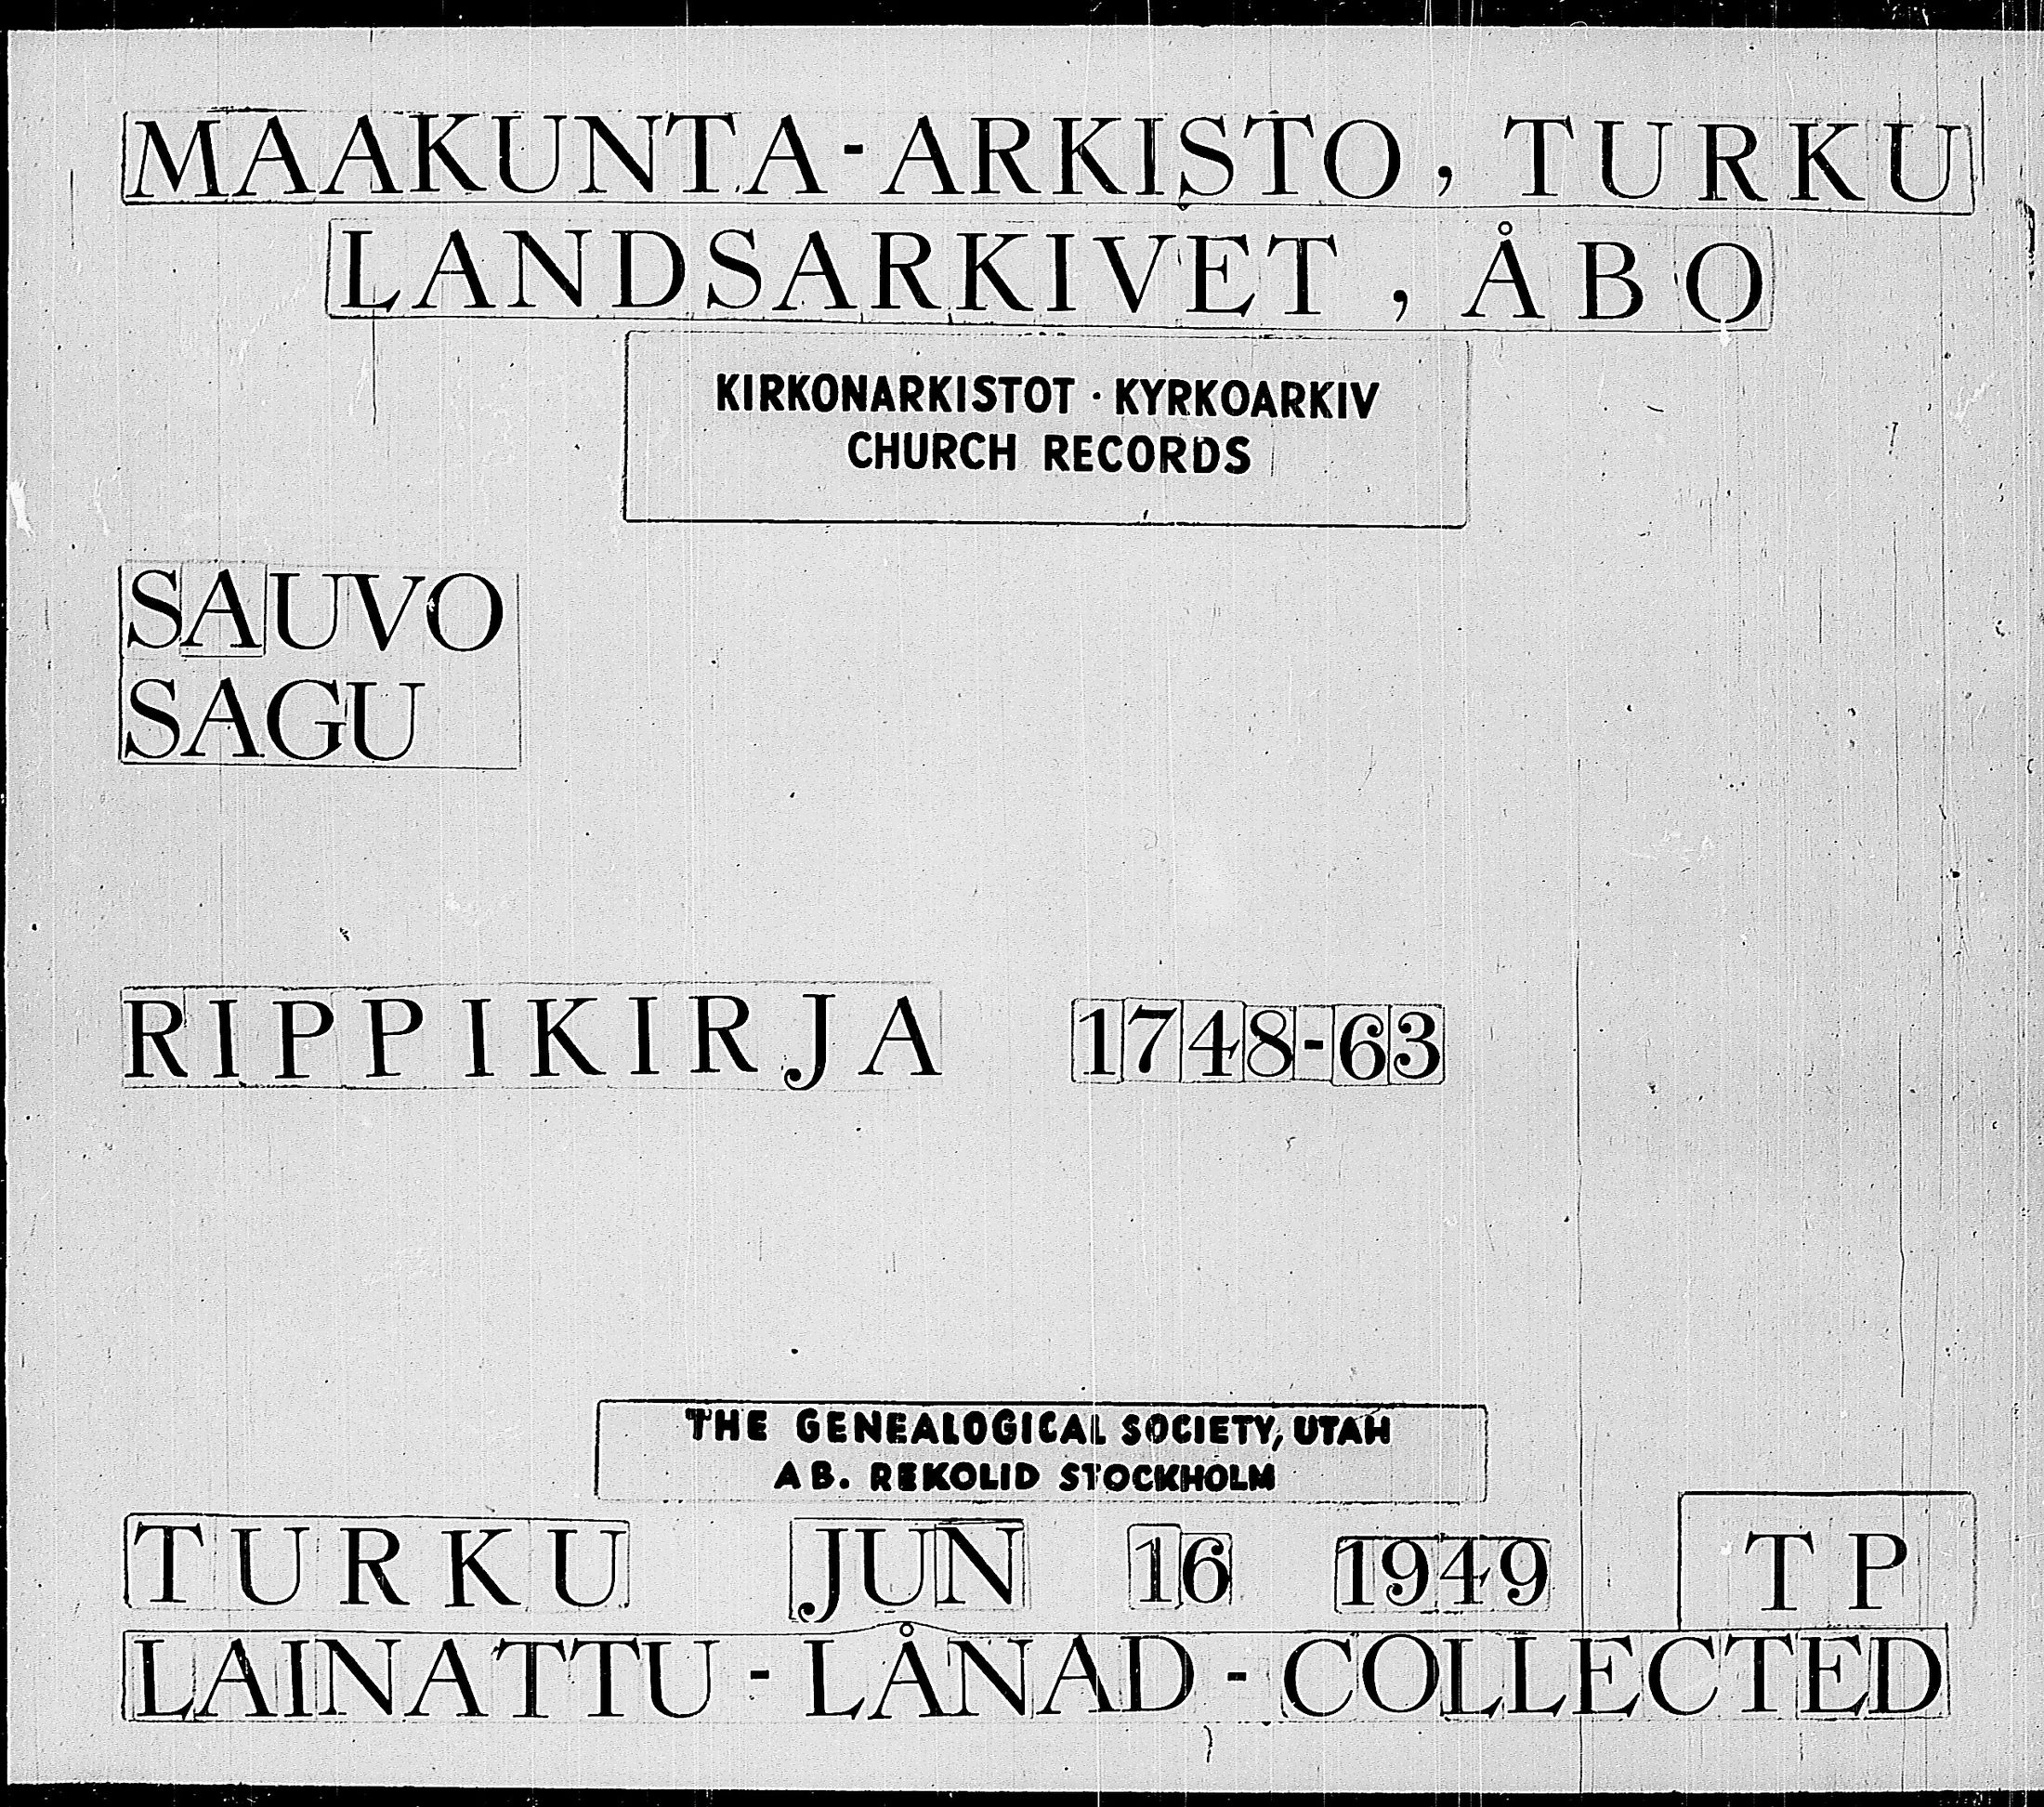 MAAKUNTA-ARKISTO, TURKU
LANDSARKIVET, ÅBO
KIRKONARKISTOT · KYRKOARKIV
CHURCH RECORDS
SAUVO
SAGU
RIPPIKIRJA 1748-63
THE GENEALOGICAL SOCIETY, UTAH
AB. REKOLID STOCKHOLM
TURKU JUN 16 1949 TP
LAINATTU - LÅNAD - COLLECTED